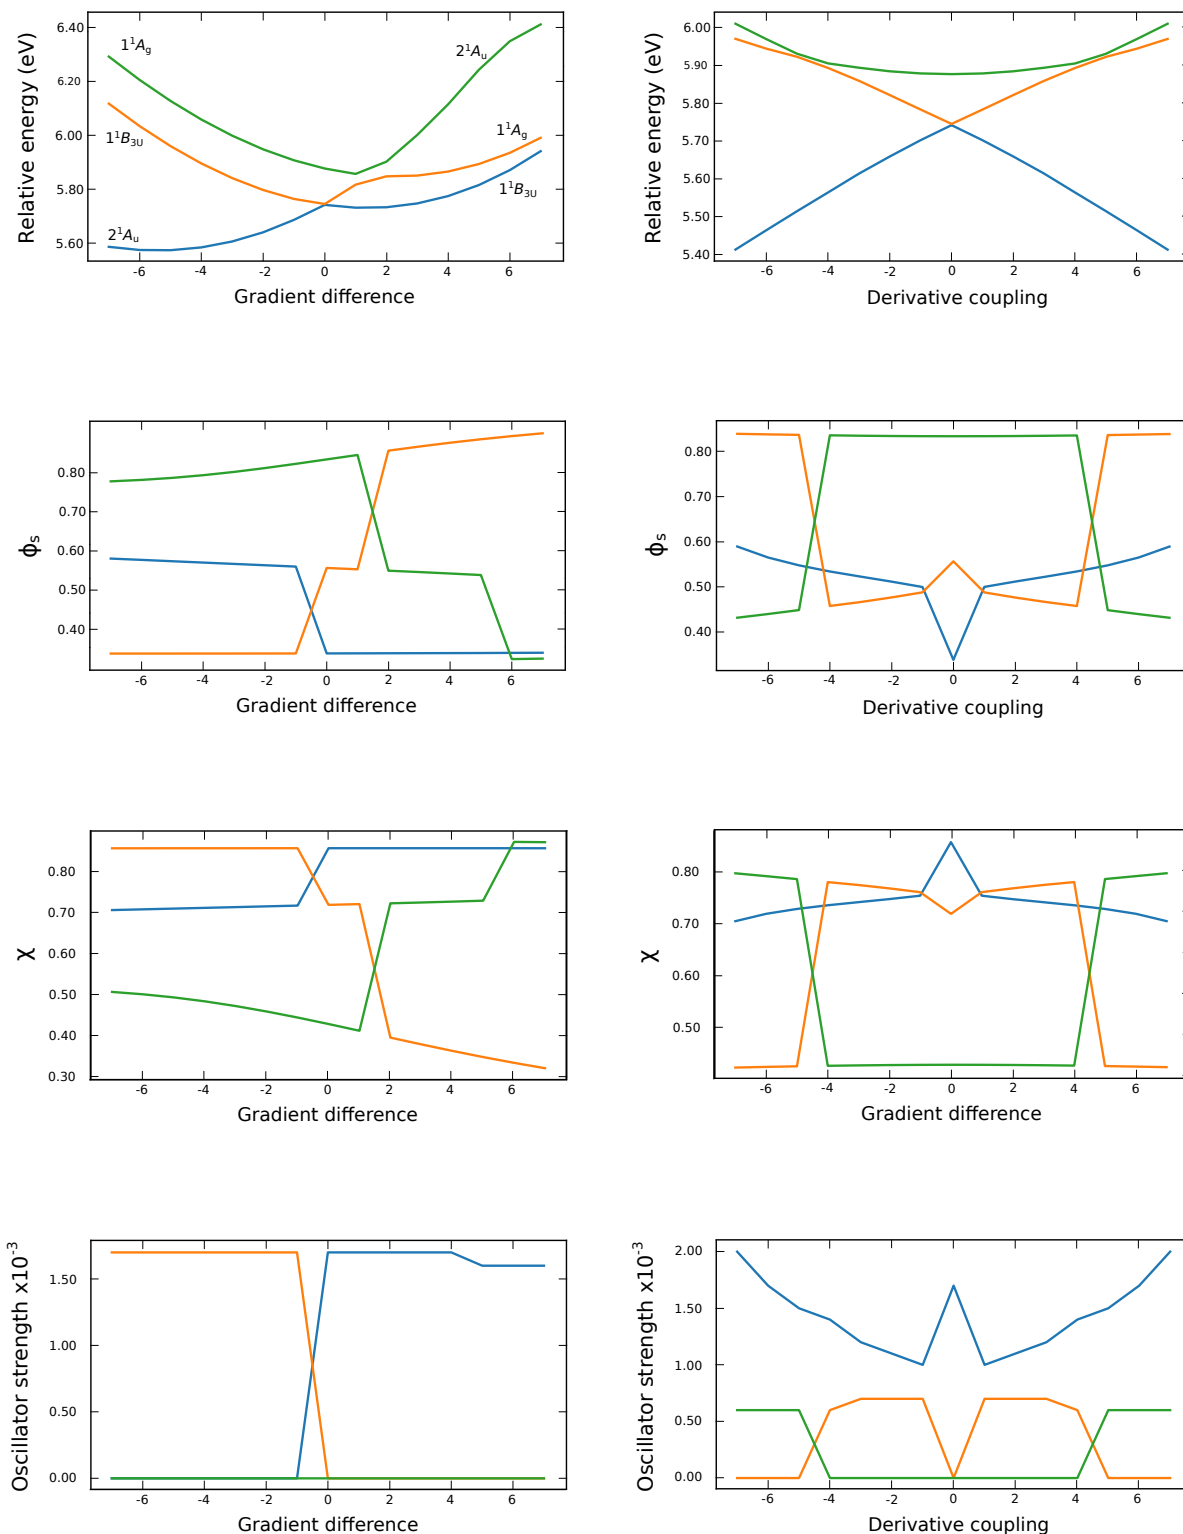 Relative energy (eV)
6.40
6.20
6.00
5.80
5.60
1¹A_g
2¹A_u
1¹B_3U
1¹A_g
1¹B_3U
2¹A_u
-6 -4 -2 0 2 4 6
Gradient difference
Relative energy (eV)
6.00
5.90
5.80
5.70
5.60
5.50
5.40
-6 -4 -2 0 2 4 6
Derivative coupling
ϕₛ
0.80
0.70
0.60
0.50
0.40
-6 -4 -2 0 2 4 6
Gradient difference
ϕₛ
0.80
0.70
0.60
0.50
0.40
-6 -4 -2 0 2 4 6
Derivative coupling
χ
0.80
0.70
0.60
0.50
0.40
0.30
-6 -4 -2 0 2 4 6
Gradient difference
χ
0.80
0.70
0.60
0.50
-6 -4 -2 0 2 4 6
Gradient difference
Oscillator strength x10⁻³
1.50
1.00
0.50
0.00
-6 -4 -2 0 2 4 6
Gradient difference
Oscillator strength x10⁻³
2.00
1.50
1.00
0.50
0.00
-6 -4 -2 0 2 4 6
Derivative coupling